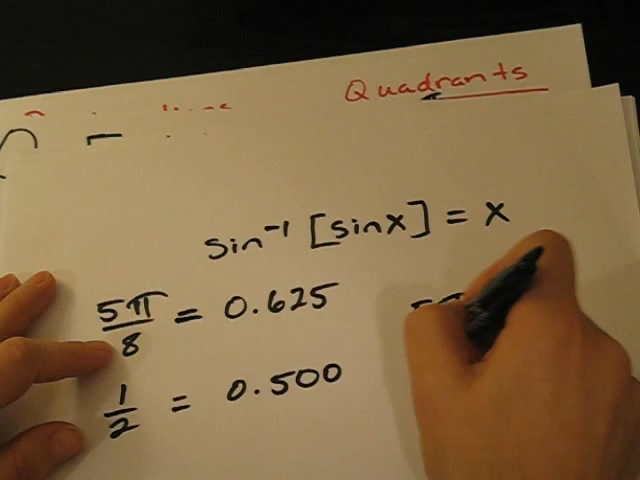 Quadrants
sin⁻¹ [sinx] = x
5π/8 = 0.625
1/2 = 0.500